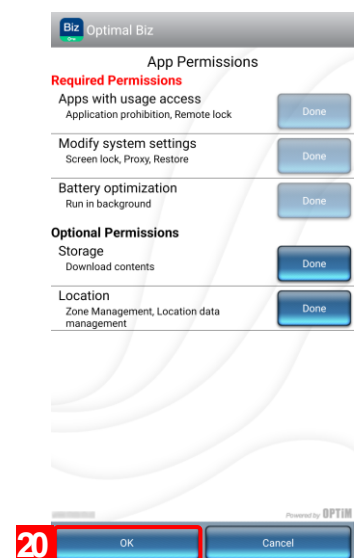 Biz
Optimal Biz
App Permissions
Required Permissions
Apps with usage access
Application prohibition, Remote lock
Done
Modify system settings
Screen lock, Proxy, Restore
Done
Battery optimization
Run in background
Done
Optional Permissions
Storage
Download contents
Done
Location
Zone Management, Location data
management
Done
Powered by OPTiM
20
OK
Cancel